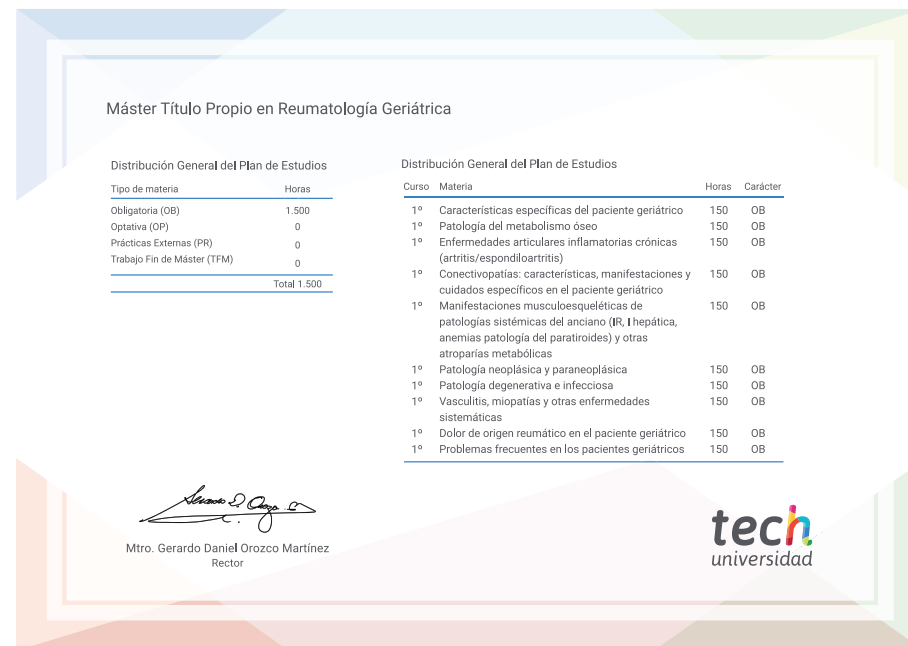 Máster Título Propio en Reumatología Geriátrica
Distribución General del Plan de Estudios
Tipo de materia Horas
Obligatoria (OB) 1.500
Optativa (OP) 0
Prácticas Externas (PR) 0
Trabajo Fin de Máster (TFM) 0
Total 1.500
Distribución General del Plan de Estudios
Curso Materia Horas Carácter
1º Características específicas del paciente geriátrico 150 OB
1º Patología del metabolismo óseo 150 OB
1º Enfermedades articulares inflamatorias crónicas 150 OB
(artritis/espondiloartritis)
1º Conectivopatías: características, manifestaciones y 150 OB
cuidados específicos en el paciente geriátrico
1º Manifestaciones musculoesqueléticas de 150 OB
patologías sistémicas del anciano (IR, I hepática,
anemias patología del paratiroides) y otras
atroparías metabólicas
1º Patología neoplásica y paraneoplásica 150 OB
1º Patología degenerativa e infecciosa 150 OB
1º Vasculitis, miopatías y otras enfermedades 150 OB
sistemáticas
1º Dolor de origen reumático en el paciente geriátrico 150 OB
1º Problemas frecuentes en los pacientes geriátricos 150 OB
Mtro. Gerardo Daniel Orozco Martínez
Rector
tech
universidad